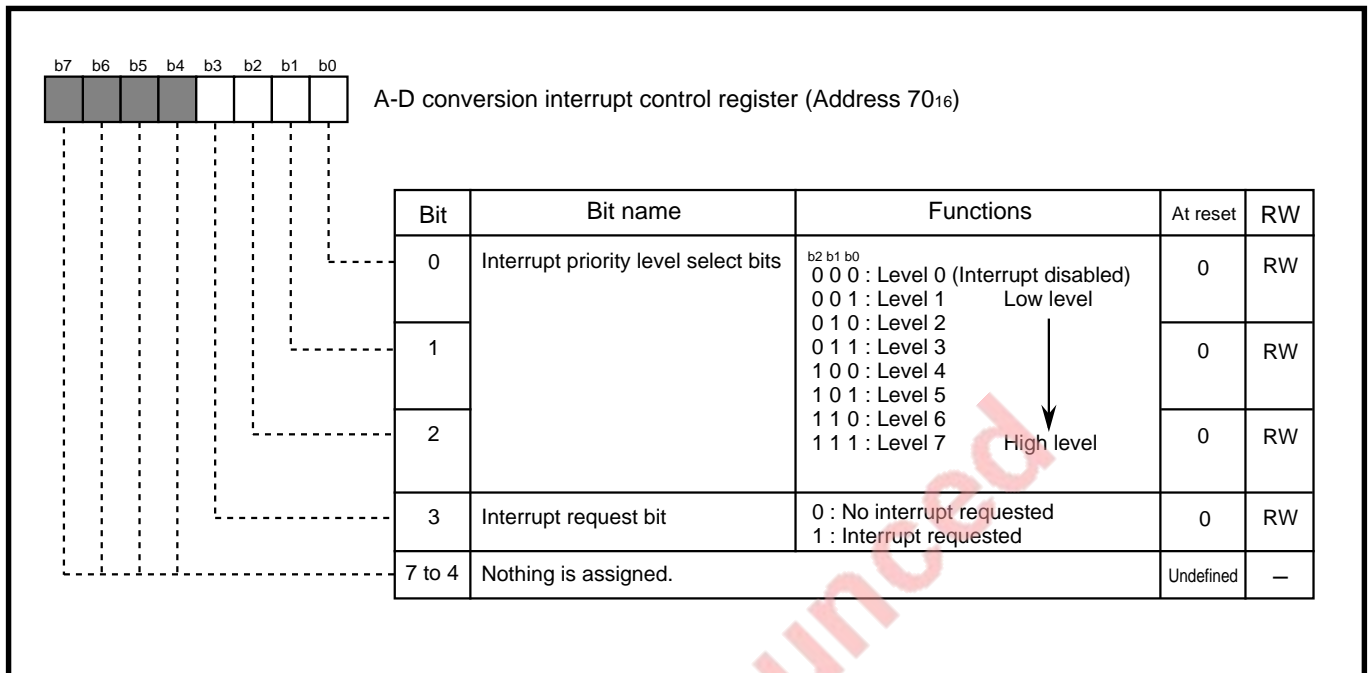 b7 b6 b5 b4 b3 b2 b1 b0
A-D conversion interrupt control register (Address 70₁₆)
Bit Bit name Functions At reset RW
0 Interrupt priority level select bits b2 b1 b0 0 RW
0 0 0 : Level 0 (Interrupt disabled)
0 0 1 : Level 1 Low level
0 1 0 : Level 2
1 0 1 1 : Level 3 0 RW
1 0 0 : Level 4
1 0 1 : Level 5
1 1 0 : Level 6
2 1 1 1 : Level 7 High level 0 RW
3 Interrupt request bit 0 : No interrupt requested 0 RW
1 : Interrupt requested
7 to 4 Nothing is assigned. Undefined –
unced